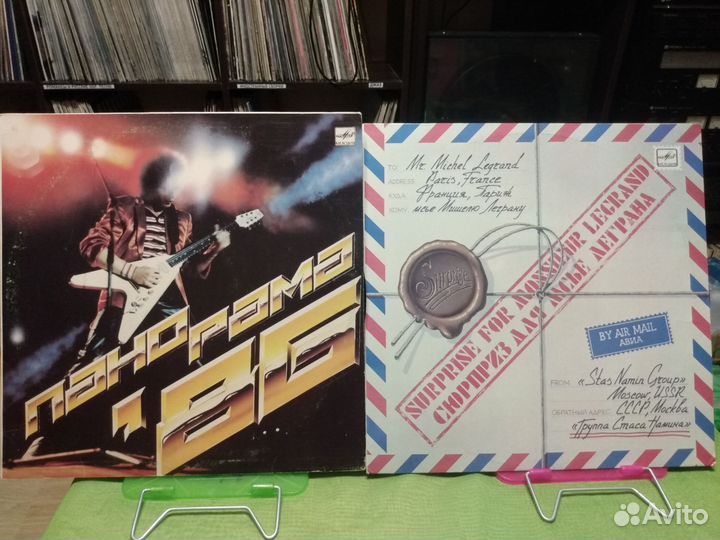 ПАНОРАМА
'86
TO: Mr. Michel Legrand
ADDRESS: Paris, France
КУДА: Франция, Париж
КОМУ: мсье Мишелю Леграну
SURPRISE FOR MONSIEUR LEGRAND
СЮРПРИЗ ДЛЯ МСЬЕ ЛЕГРАНА
Surprise
BY AIR MAIL
АВИА
FROM: «Stas Namin Group»
Moscow, USSR
ОБРАТНЫЙ АДРЕС: СССР, Москва
«Группа Стаса Намина»
Avito